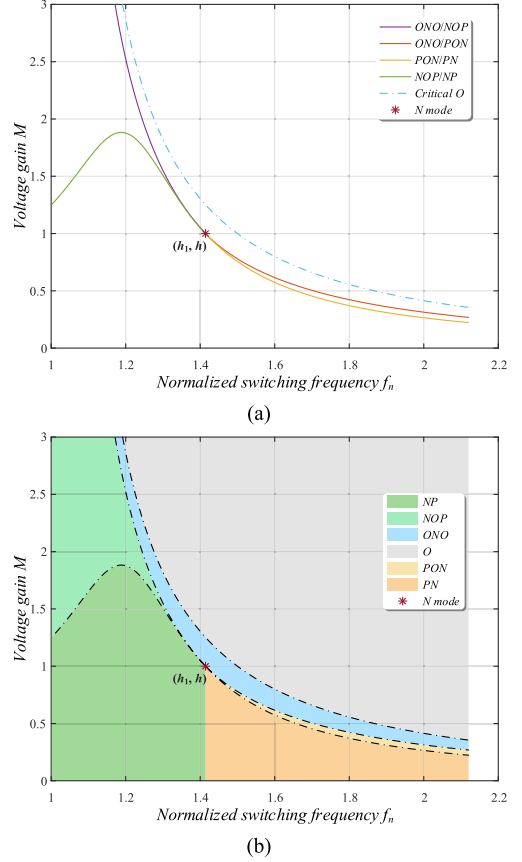 3
2.5
2
1.5
1
0.5
0
Voltage gain M
ONO/NOP
ONO/PON
PON/PN
NOP/NP
Critical O
N mode
(h₁, h)
1 1.2 1.4 1.6 1.8 2 2.2
Normalized switching frequency fₙ
(a)
3
2.5
2
1.5
1
0.5
0
Voltage gain M
NP
NOP
ONO
O
PON
PN
N mode
(h₁, h)
1 1.2 1.4 1.6 1.8 2 2.2
Normalized switching frequency fₙ
(b)